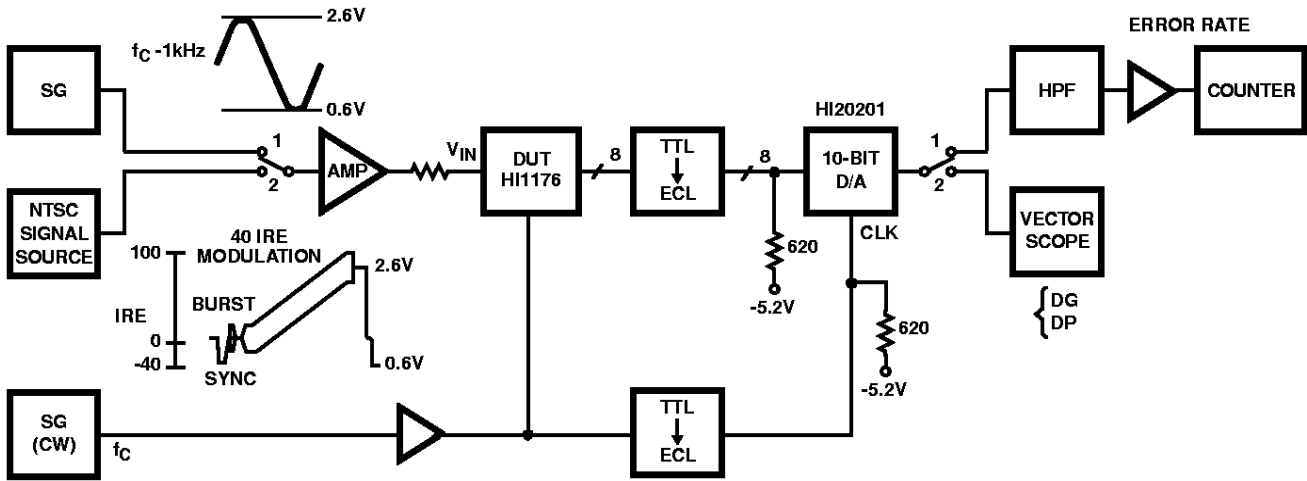 2.6V
ERROR RATE
fC -1kHz
SG
HPF
COUNTER
0.6V
HI20201
1
VIN
8
TTL
8
1
AMP
DUT
HI1176
10-BIT
D/A
2
ECL
2
NTSC
SIGNAL
SOURCE
CLK
VECTOR
SCOPE
40 IRE
MODULATION
100
2.6V
620
BURST
-5.2V
DG
DP
IRE
620
0
-40
0.6V
SYNC
-5.2V
SG
(CW)
TTL
ECL
fC